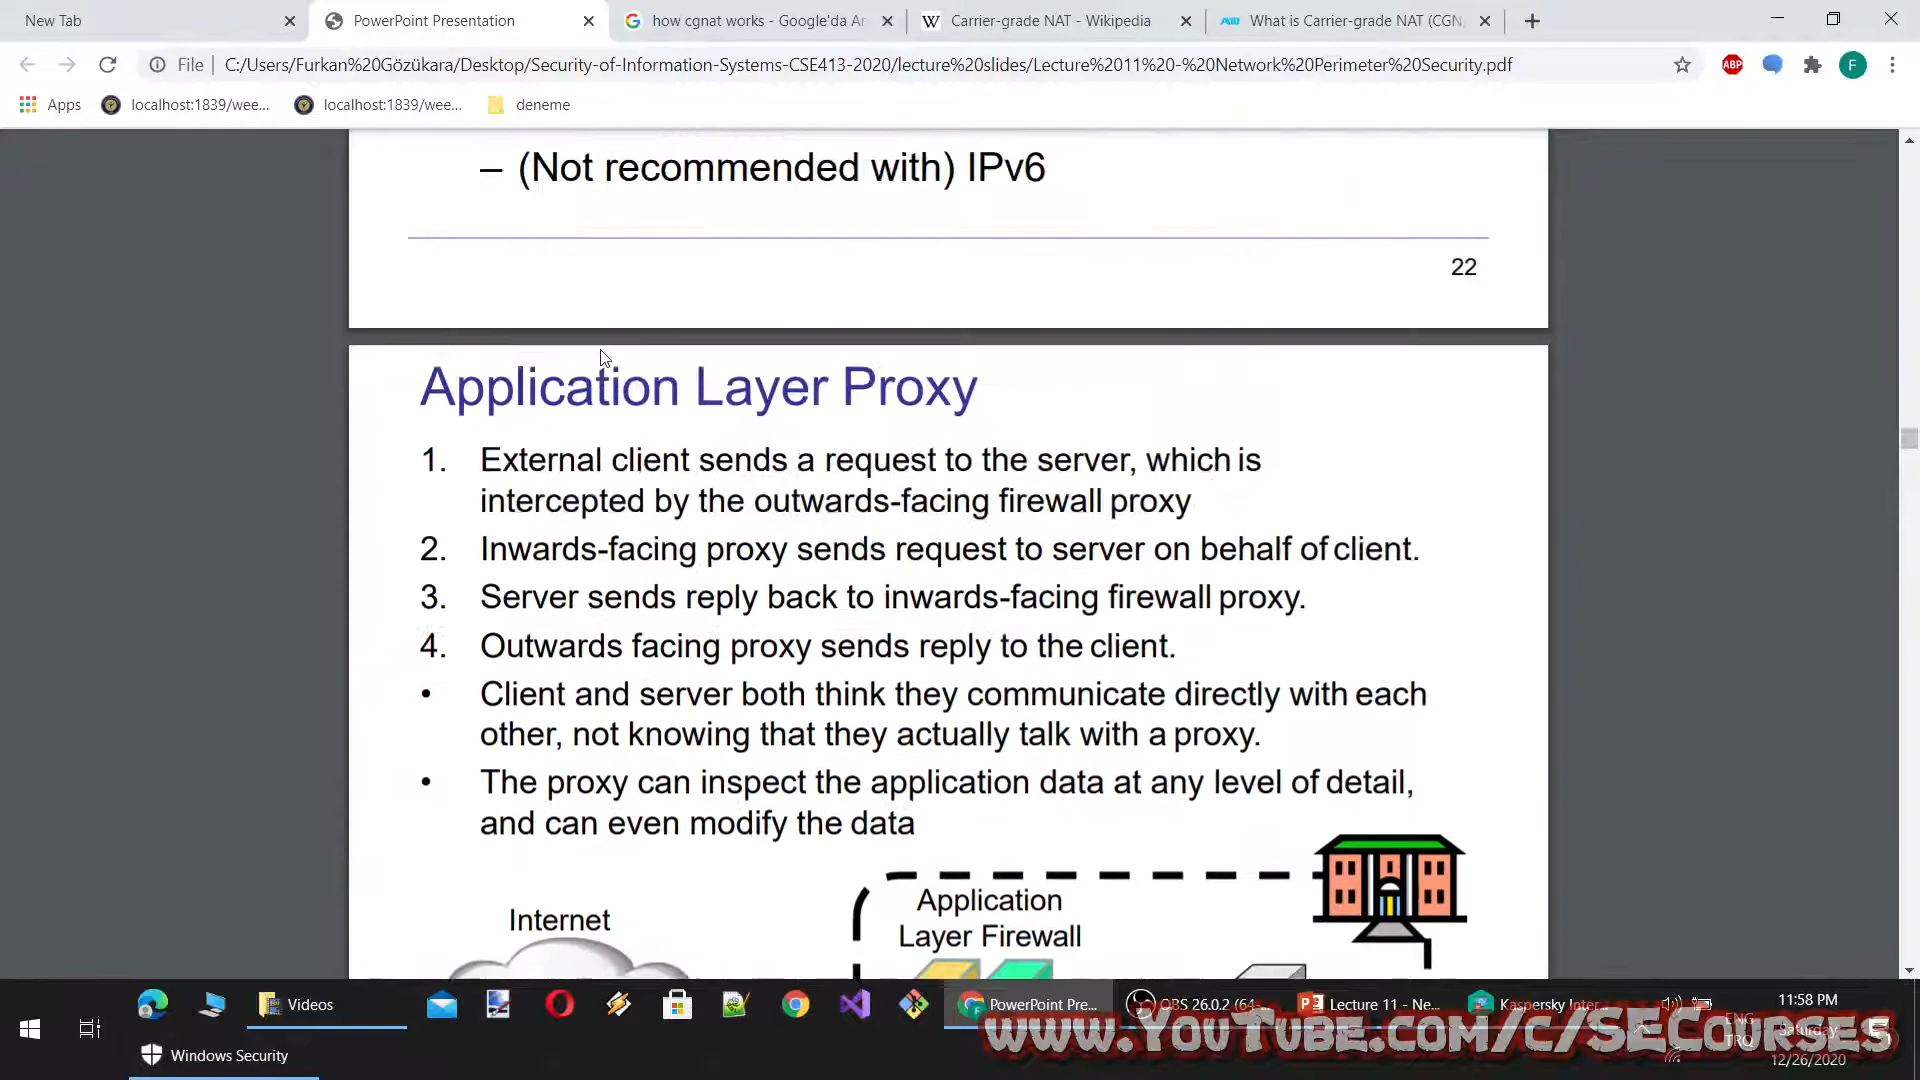 New Tab
PowerPoint Presentation
how cgnat works - Google'da Ar
Carrier-grade NAT - Wikipedia
What is Carrier-grade NAT (CGN,
File
C:/Users/Furkan%20Gözükara/Desktop/Security-of-Information-Systems-CSE413-2020/lecture%20slides/Lecture%2011%20-%20Network%20Perimeter%20Security.pdf
ABP
F
Apps
localhost:1839/wee...
localhost:1839/wee...
deneme
– (Not recommended with) IPv6
22
Application Layer Proxy
1. External client sends a request to the server, which is
intercepted by the outwards-facing firewall proxy
2. Inwards-facing proxy sends request to server on behalf of client.
3. Server sends reply back to inwards-facing firewall proxy.
4. Outwards facing proxy sends reply to the client.
• Client and server both think they communicate directly with each
other, not knowing that they actually talk with a proxy.
• The proxy can inspect the application data at any level of detail,
and can even modify the data
Internet
Application
Layer Firewall
Videos
PowerPoint Pre...
OBS 26.0.2 (64-...
Lecture 11 - Ne...
Kaspersky Inter...
11:58 PM
ENG
Saturday
TRQ
12/26/2020
www.YouTube.com/c/SECourses
Windows Security